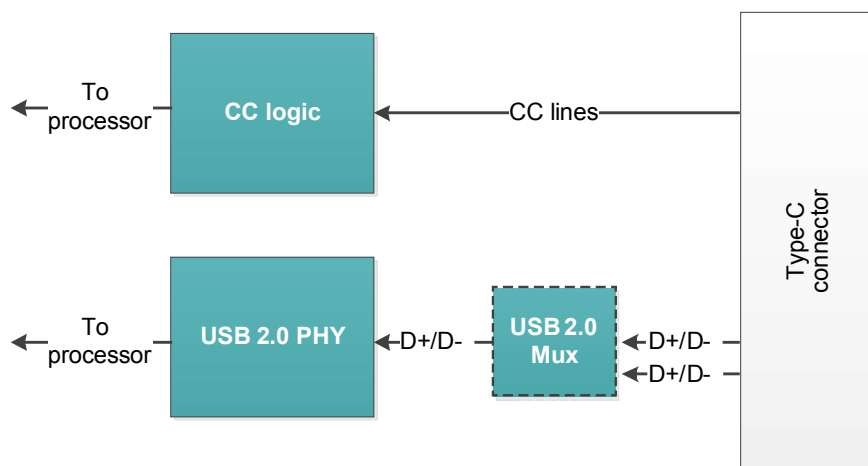 To
processor
CC logic
CC lines
Type-C
connector
To
processor
USB 2.0 PHY
D+/D-
USB 2.0
Mux
D+/D-
D+/D-